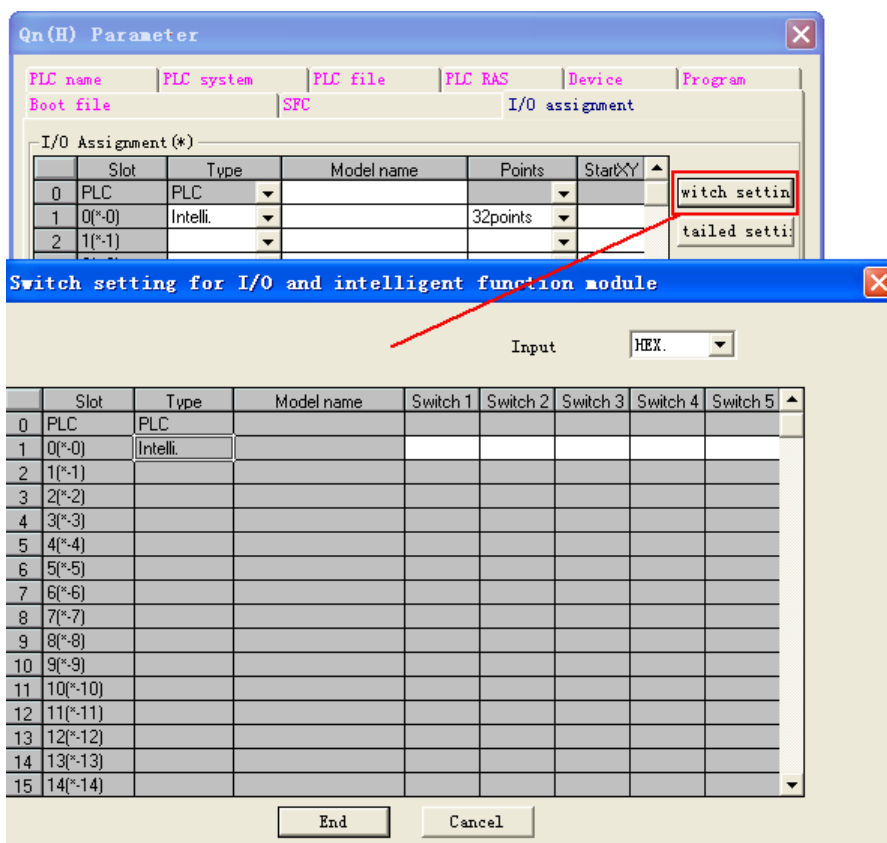 Qn(H) Parameter
PLC name PLC system PLC file PLC RAS Device Program
Boot file SFC I/O assignment
I/O Assignment(*)
Slot Type Model name Points StartXY
0 PLC PLC
1 0(*-0) Intelli. 32points
2 1(*-1)
witch settin
tailed setti
Switch setting for I/O and intelligent function module
Input HEX.
Slot Type Model name Switch 1 Switch 2 Switch 3 Switch 4 Switch 5
0 PLC PLC
1 0(*-0) Intelli.
2 1(*-1)
3 2(*-2)
4 3(*-3)
5 4(*-4)
6 5(*-5)
7 6(*-6)
8 7(*-7)
9 8(*-8)
10 9(*-9)
11 10(*-10)
12 11(*-11)
13 12(*-12)
14 13(*-13)
15 14(*-14)
End Cancel